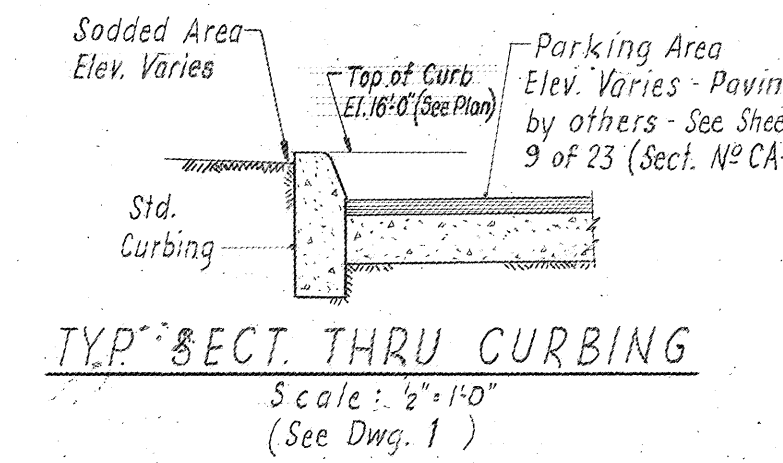 Sodded Area
Elev. Varies
Top of Curb
El. 16'-0" (See Plan)
Parking Area
Elev. Varies - Pavin
by others - See Shee
9 of 23 (Sect. Nº CA-
Std.
Curbing
TYP. SECT. THRU CURBING
Scale: ½" = 1'-0"
(See Dwg. 1 )